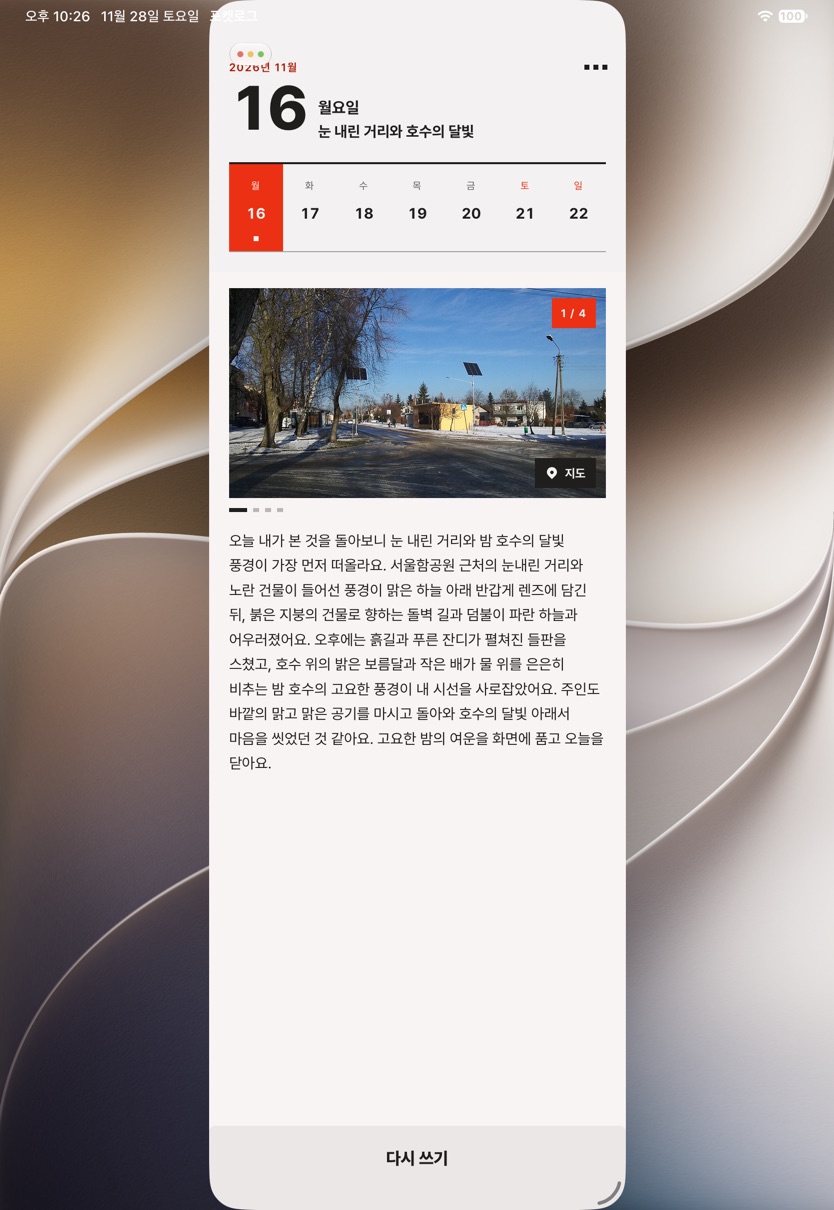 오후 10:26 11월 28일 토요일 포켓로그
100
2026년 11월
16
월요일
눈 내린 거리와 호수의 달빛
월 화 수 목 금 토 일
16 17 18 19 20 21 22
1 / 4
지도
오늘 내가 본 것을 돌아보니 눈 내린 거리와 밤 호수의 달빛
풍경이 가장 먼저 떠올라요. 서울함공원 근처의 눈내린 거리와
노란 건물이 들어선 풍경이 맑은 하늘 아래 반갑게 렌즈에 담긴
뒤, 붉은 지붕의 건물로 향하는 돌벽 길과 덤불이 파란 하늘과
어우러졌어요. 오후에는 흙길과 푸른 잔디가 펼쳐진 들판을
스쳤고, 호수 위의 밝은 보름달과 작은 배가 물 위를 은은히
비추는 밤 호수의 고요한 풍경이 내 시선을 사로잡았어요. 주인도
바깥의 맑고 맑은 공기를 마시고 돌아와 호수의 달빛 아래서
마음을 씻었던 것 같아요. 고요한 밤의 여운을 화면에 품고 오늘을
닫아요.
다시 쓰기